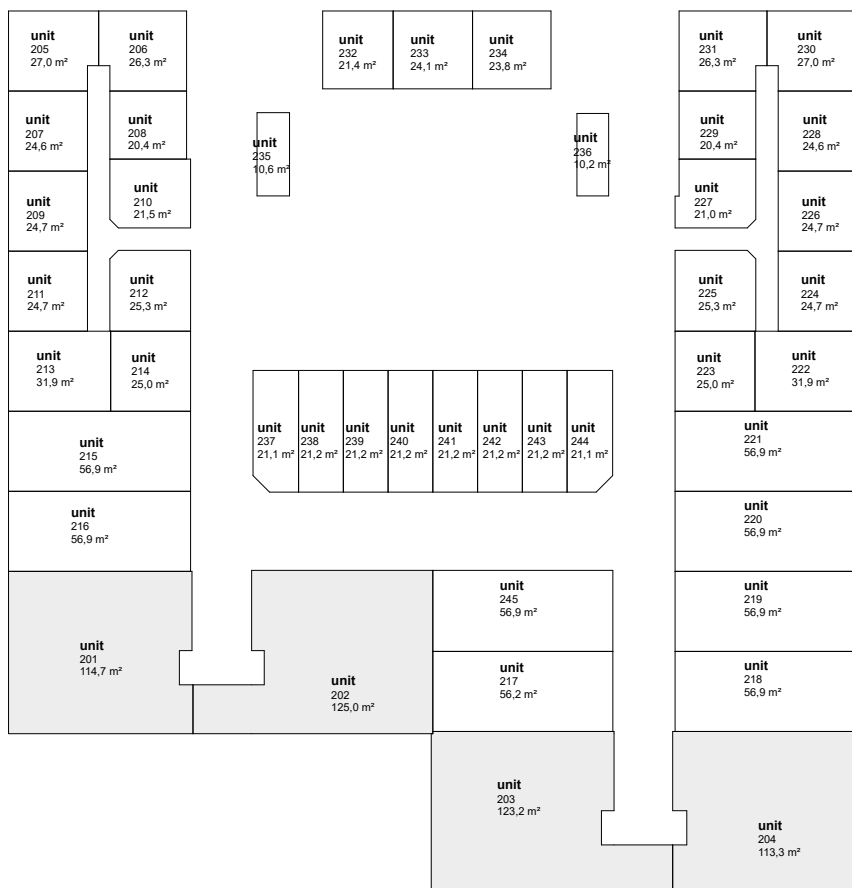 unit
205
27,0 m²
unit
206
26,3 m²
unit
232
21,4 m²
unit
233
24,1 m²
unit
234
23,8 m²
unit
231
26,3 m²
unit
230
27,0 m²
unit
207
24,6 m²
unit
208
20,4 m²
unit
235
10,6 m²
unit
236
10,2 m²
unit
229
20,4 m²
unit
228
24,6 m²
unit
209
24,7 m²
unit
210
21,5 m²
unit
227
21,0 m²
unit
226
24,7 m²
unit
211
24,7 m²
unit
212
25,3 m²
unit
225
25,3 m²
unit
224
24,7 m²
unit
213
31,9 m²
unit
214
25,0 m²
unit
223
25,0 m²
unit
222
31,9 m²
unit
215
56,9 m²
unit
237
21,1 m²
unit
238
21,2 m²
unit
239
21,2 m²
unit
240
21,2 m²
unit
241
21,2 m²
unit
242
21,2 m²
unit
243
21,2 m²
unit
244
21,1 m²
unit
221
56,9 m²
unit
216
56,9 m²
unit
220
56,9 m²
unit
201
114,7 m²
unit
202
125,0 m²
unit
245
56,9 m²
unit
219
56,9 m²
unit
217
56,2 m²
unit
218
56,9 m²
unit
203
123,2 m²
unit
204
113,3 m²